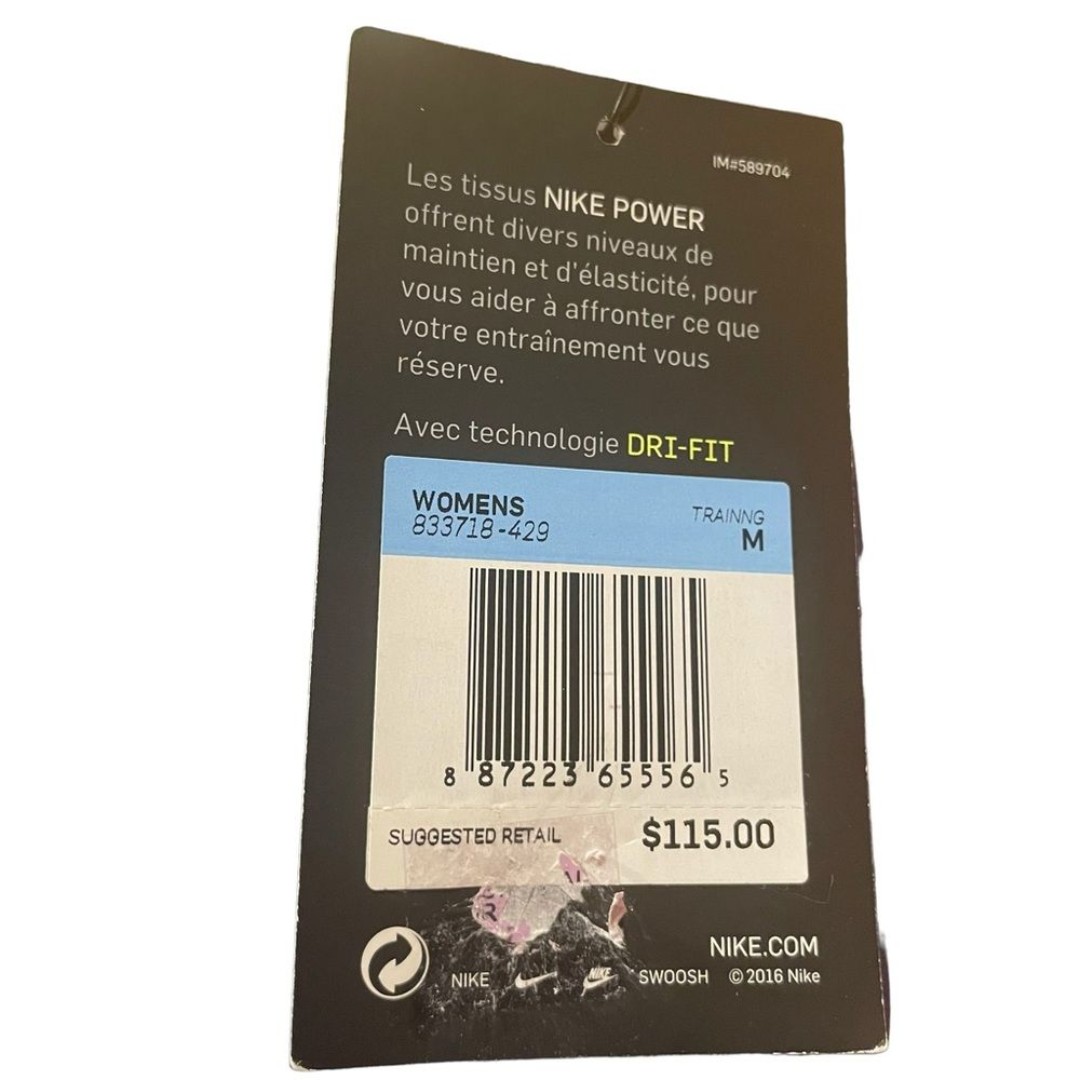 IM#589704
Les tissus NIKE POWER
offrent divers niveaux de
maintien et d'élasticité, pour
vous aider à affronter ce que
votre entraînement vous
réserve.
Avec technologie DRI-FIT
WOMENS
833718-429
TRAINNG
M
8 87223 65556 5
SUGGESTED RETAIL $115.00
R
NIKE.COM
NIKE NIKE SWOOSH © 2016 Nike